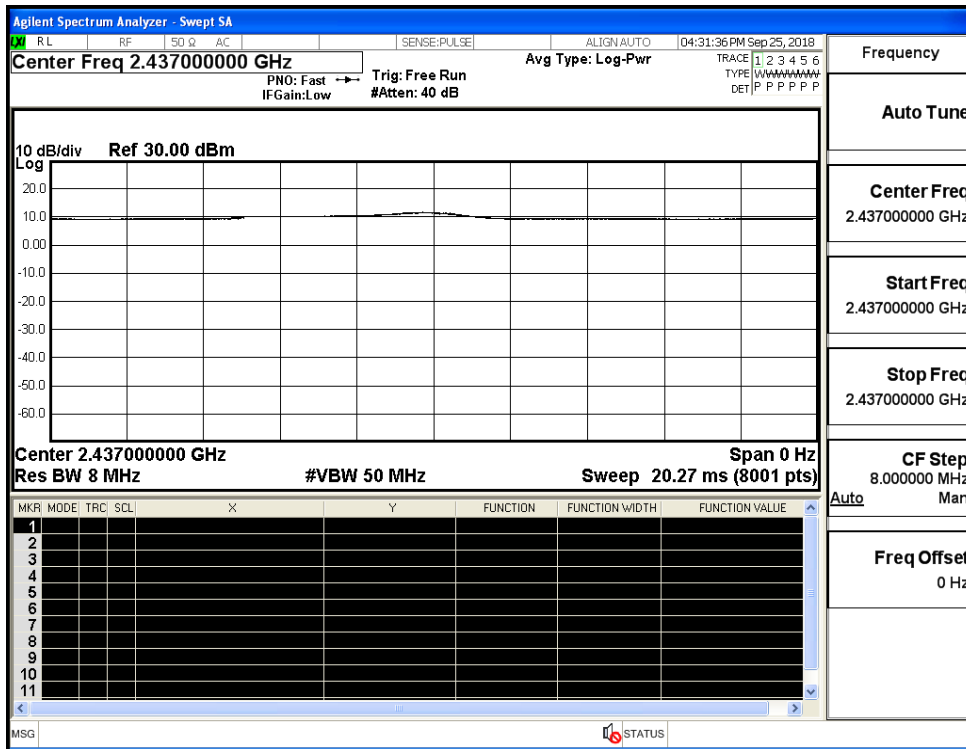 Agilent Spectrum Analyzer - Swept SA
LXI RL RF 50 Ω AC SENSE:PULSE ALIGN AUTO 04:31:36 PM Sep 25, 2018
Center Freq 2.437000000 GHz
PNO: Fast
IFGain:Low
Trig: Free Run
#Atten: 40 dB
Avg Type: Log-Pwr
TRACE 1 2 3 4 5 6
TYPE WWWWWW
DET P P P P P P
10 dB/div Ref 30.00 dBm
Log
20.0
10.0
0.00
-10.0
-20.0
-30.0
-40.0
-50.0
-60.0
Center 2.437000000 GHz Span 0 Hz
Res BW 8 MHz #VBW 50 MHz Sweep 20.27 ms (8001 pts)
MKR MODE TRC SCL X Y FUNCTION FUNCTION WIDTH FUNCTION VALUE
1
2
3
4
5
6
7
8
9
10
11
MSG STATUS
Frequency
Auto Tune
Center Freq
2.437000000 GHz
Start Freq
2.437000000 GHz
Stop Freq
2.437000000 GHz
CF Step
8.000000 MHz
Auto Man
Freq Offset
0 Hz